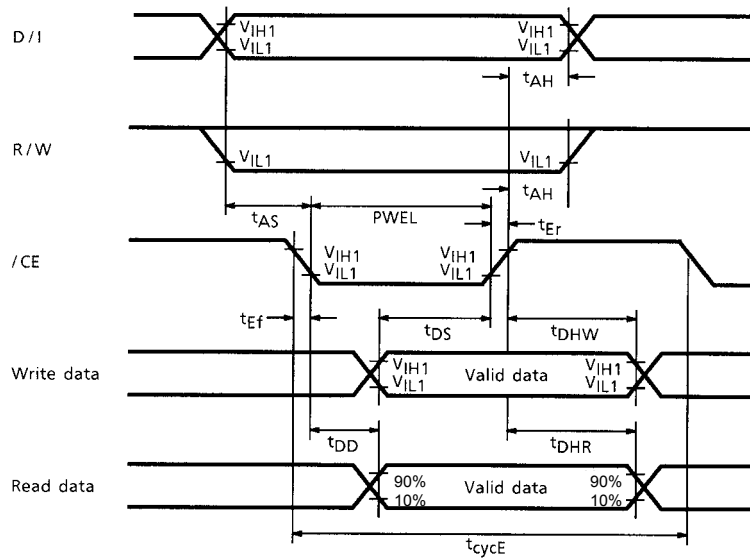 D/I
VIH1
VIL1
VIH1
VIL1
tAH
R/W
VIL1
VIL1
tAH
tAS
PWEL
tEr
/CE
VIH1
VIL1
VIH1
VIL1
tEf
tDS
tDHW
Write data
VIH1
VIL1
Valid data
VIH1
VIL1
tDD
tDHR
Read data
90%
10%
Valid data
90%
10%
tcycE